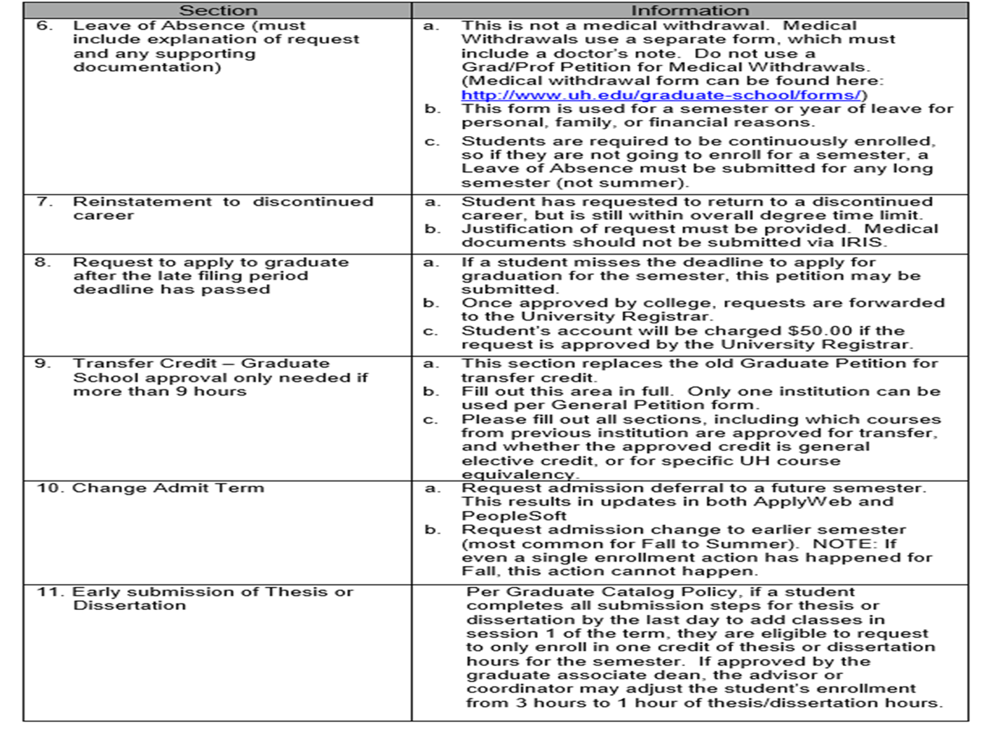 Section
Information
6. Leave of Absence (must
include explanation of request
and any supporting
documentation)
a. This is not a medical withdrawal. Medical
Withdrawals use a separate form, which must
include a doctor's note. Do not use a
Grad/Prof Petition for Medical Withdrawals.
(Medical withdrawal form can be found here:
http://www.uh.edu/graduate-school/forms/)
b. This form is used for a semester or year of leave for
personal, family, or financial reasons.
c. Students are required to be continuously enrolled,
so if they are not going to enroll for a semester, a
Leave of Absence must be submitted for any long
semester (not summer).
7. Reinstatement to discontinued
career
a. Student has requested to return to a discontinued
career, but is still within overall degree time limit.
b. Justification of request must be provided. Medical
documents should not be submitted via IRIS.
8. Request to apply to graduate
after the late filing period
deadline has passed
a. If a student misses the deadline to apply for
graduation for the semester, this petition may be
submitted.
b. Once approved by college, requests are forwarded
to the University Registrar.
c. Student's account will be charged $50.00 if the
request is approved by the University Registrar.
9. Transfer Credit – Graduate
School approval only needed if
more than 9 hours
a. This section replaces the old Graduate Petition for
transfer credit.
b. Fill out this area in full. Only one institution can be
used per General Petition form.
c. Please fill out all sections, including which courses
from previous institution are approved for transfer,
and whether the approved credit is general
elective credit, or for specific UH course
equivalency.
10. Change Admit Term
a. Request admission deferral to a future semester.
This results in updates in both ApplyWeb and
PeopleSoft
b. Request admission change to earlier semester
(most common for Fall to Summer). NOTE: If
even a single enrollment action has happened for
Fall, this action cannot happen.
11. Early submission of Thesis or
Dissertation
Per Graduate Catalog Policy, if a student
completes all submission steps for thesis or
dissertation by the last day to add classes in
session 1 of the term, they are eligible to request
to only enroll in one credit of thesis or dissertation
hours for the semester. If approved by the
graduate associate dean, the advisor or
coordinator may adjust the student's enrollment
from 3 hours to 1 hour of thesis/dissertation hours.